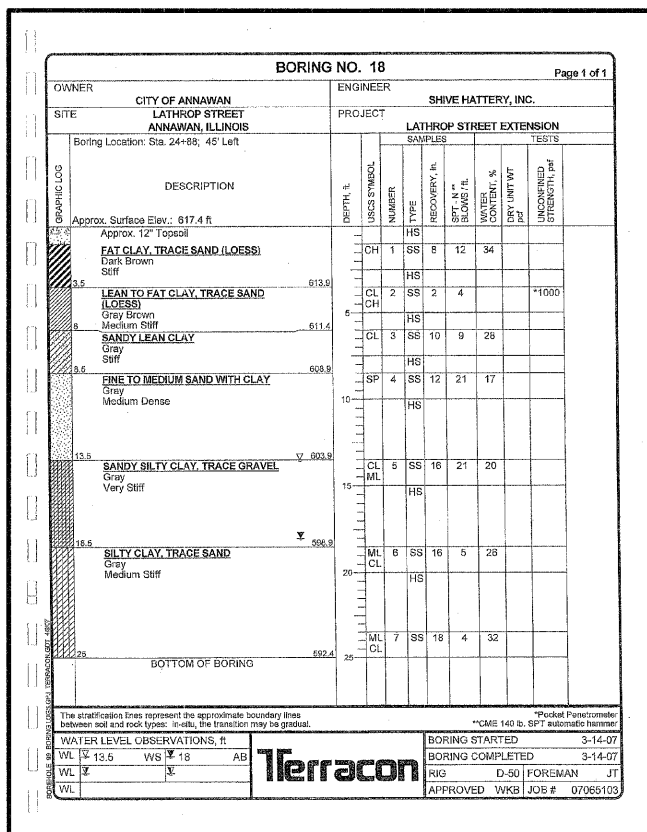 BORING NO. 18
Page 1 of 1
OWNER
CITY OF ANNAWAN
ENGINEER
SHIVE HATTERY, INC.
SITE
LATHROP STREET
ANNAWAN, ILLINOIS
PROJECT
LATHROP STREET EXTENSION
Boring Location: Sta. 24+88; 45' Left
SAMPLES
TESTS
GRAPHIC LOG
DESCRIPTION
DEPTH, ft.
USCS SYMBOL
NUMBER
TYPE
RECOVERY, in.
SPT - N **
BLOWS / ft.
WATER
CONTENT, %
DRY UNIT WT
pcf
UNCONFINED
STRENGTH, psf
Approx. Surface Elev.: 617.4 ft
Approx. 12" Topsoil
HS
FAT CLAY, TRACE SAND (LOESS)
Dark Brown
Stiff
CH 1 SS 8 12 34
HS
3.5 613.9
LEAN TO FAT CLAY, TRACE SAND
(LOESS)
Gray Brown
Medium Stiff
CL 2 SS 2 4 *1000
CH
5
HS
6 611.4
SANDY LEAN CLAY
Gray
Stiff
CL 3 SS 10 9 28
HS
8.5 608.9
FINE TO MEDIUM SAND WITH CLAY
Gray
Medium Dense
SP 4 SS 12 21 17
10
HS
13.5 603.9
SANDY SILTY CLAY, TRACE GRAVEL
Gray
Very Stiff
CL 5 SS 16 21 20
ML
15
HS
18.5 598.9
SILTY CLAY, TRACE SAND
Gray
Medium Stiff
ML 6 SS 16 5 28
CL
20
HS
ML 7 SS 18 4 32
CL
25 592.4
25
BOTTOM OF BORING
The stratification lines represent the approximate boundary lines
between soil and rock types: in-situ, the transition may be gradual.
*Pocket Penetrometer
**CME 140 lb. SPT automatic hammer
WATER LEVEL OBSERVATIONS, ft
WL 13.5 WS 18 AB
WL
WL
Terracon
BORING STARTED 3-14-07
BORING COMPLETED 3-14-07
RIG D-50 FOREMAN JT
APPROVED WKB JOB # 07065103